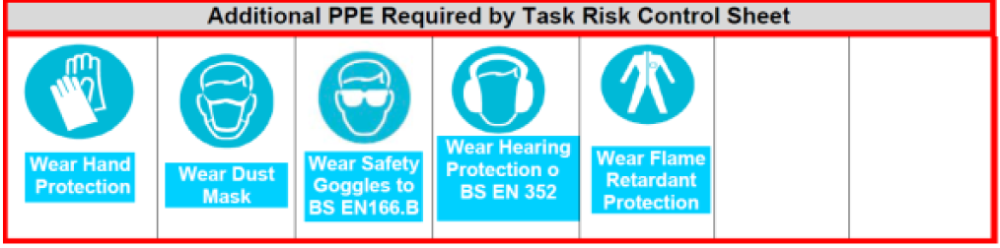 Additional PPE Required by Task Risk Control Sheet
Wear Hand
Protection
Wear Dust
Mask
Wear Safety
Goggles to
BS EN166.B
Wear Hearing
Protection o
BS EN 352
Wear Flame
Retardant
Protection